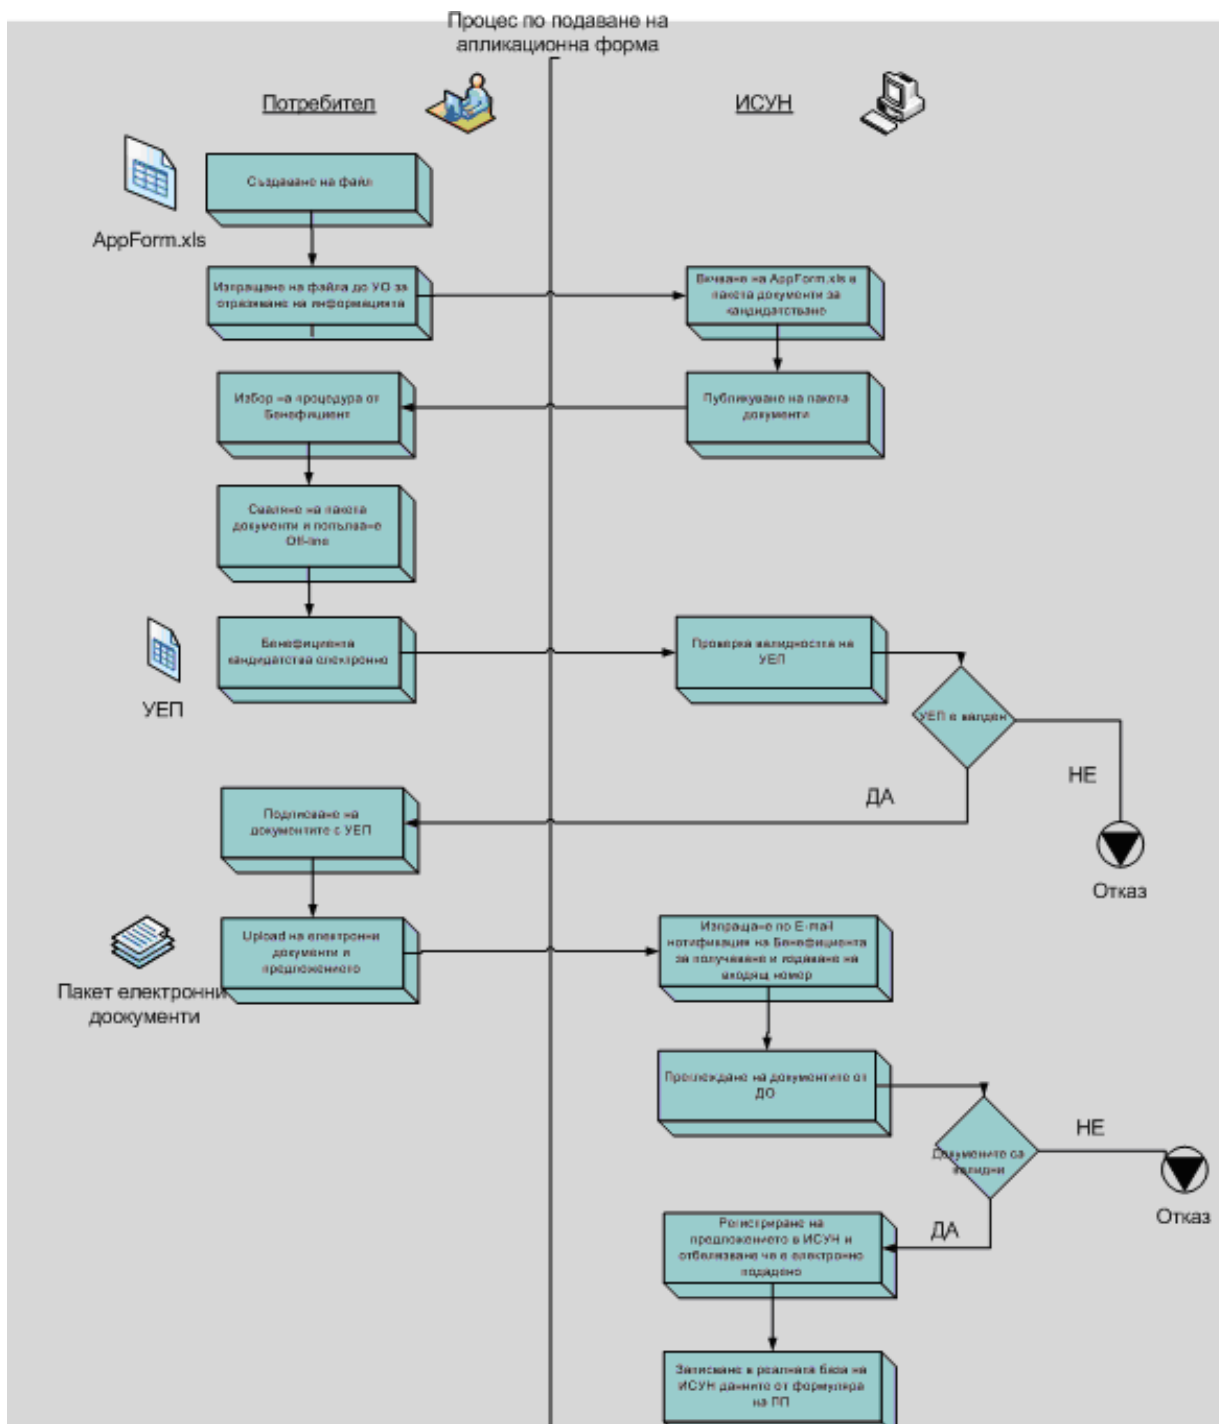 Процес по подаване на
апликационна форма
Потребител
ИСУН
Създаване на файл
AppForm.xls
Изпращане на файла до УО за
отразяване на информацията
Вкчване на AppForm.xls в
пакета документи за
кандидатстване
Избор на процедура от
Бенефициент
Публикуване на пакета
документи
Сваляне на пакета
документи и попълване
Off-line
Бенефициента
кандидатства електронно
Проверка валидността на
УЕП
УЕП
УЕП е валден
НЕ
ДА
Подписване на
документите с УЕП
Отказ
Upload на електронни
документи и
предложението
Изпращане по E-mail
нотификация на Бенефициента
за получаване и издаване на
входящ номер
Пакет електронни
доокументи
Преглеждане на документите от
ДО
НЕ
Документите са
валидни
Отказ
ДА
Регистриране на
предложението в ИСУН и
отбелязване че е електронно
подадено
Записване в реалната база на
ИСУН данните от формуляра
на ПП